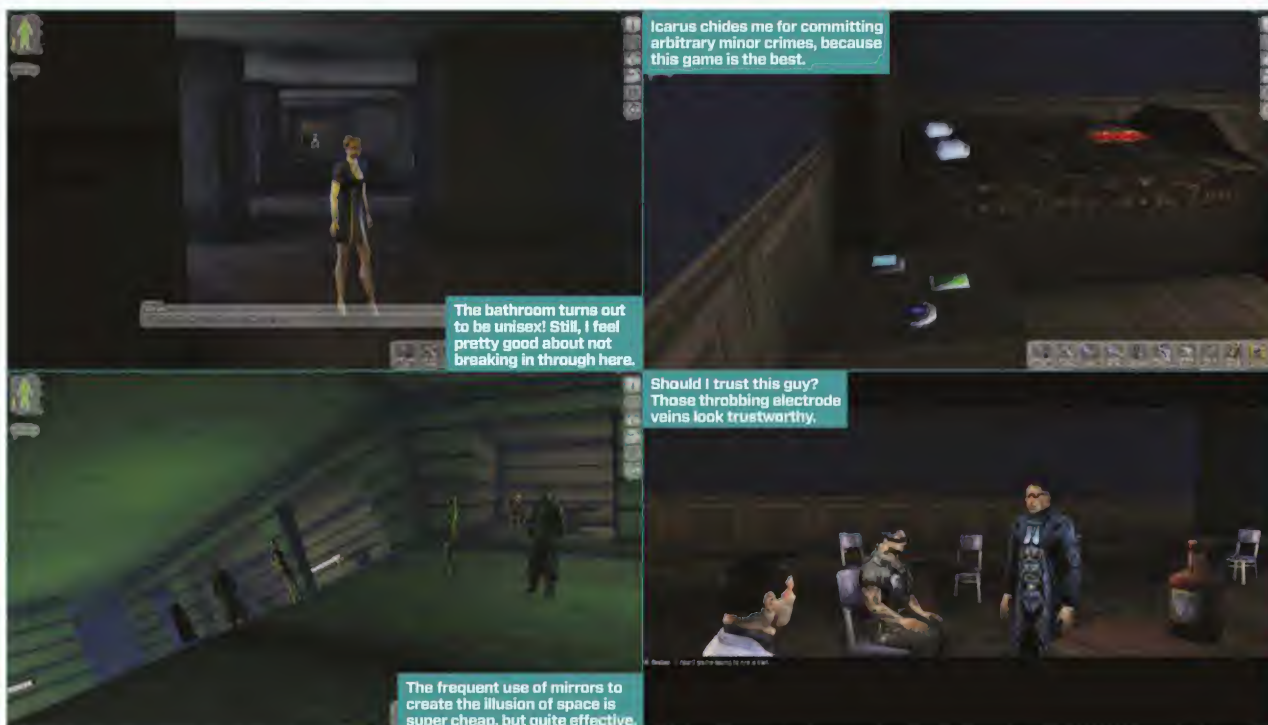 Icarus chides me for committing
arbitrary minor crimes, because
this game is the best.
The bathroom turns out
to be unisex! Still, I feel
pretty good about not
breaking in through here.
Should I trust this guy?
Those throbbing electrode
veins look trustworthy.
The frequent use of mirrors to
create the illusion of space is
super cheap, but quite effective.